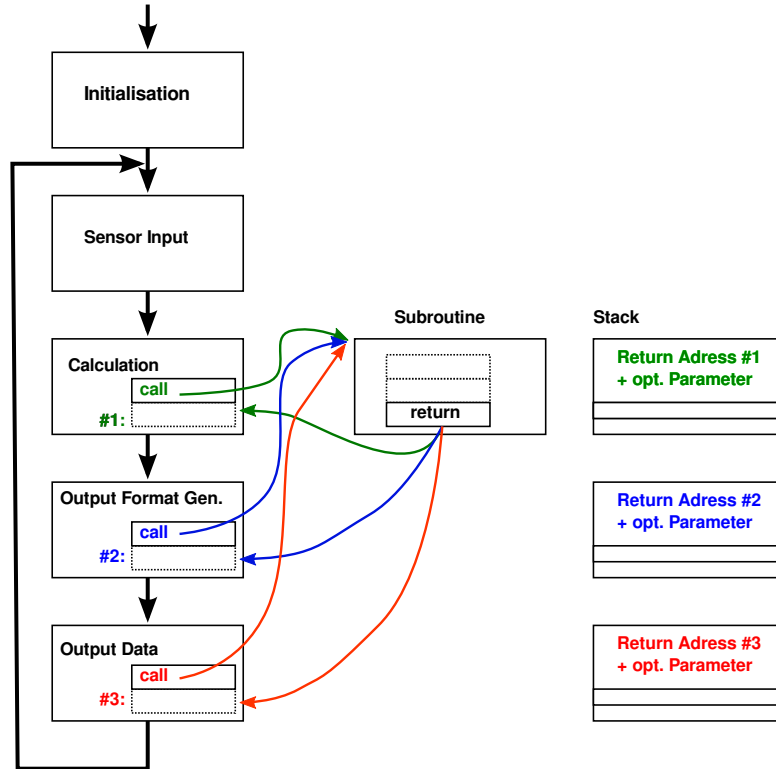 Initialisation
Sensor Input
Subroutine
Stack
Calculation
call
#1:
return
Return Adress #1
+ opt. Parameter
Output Format Gen.
call
#2:
Return Adress #2
+ opt. Parameter
Output Data
call
#3:
Return Adress #3
+ opt. Parameter